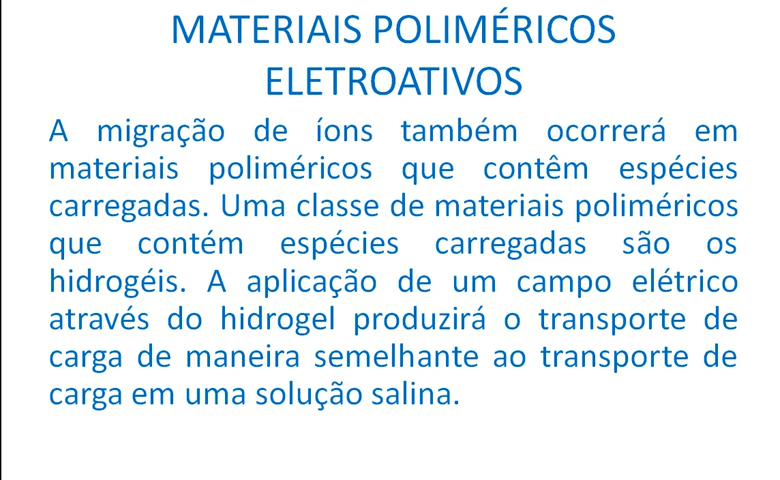 MATERIAIS POLIMÉRICOS
ELETROATIVOS
A migração de íons também ocorrerá em
materiais poliméricos que contêm espécies
carregadas. Uma classe de materiais poliméricos
que contém espécies carregadas são os
hidrogéis. A aplicação de um campo elétrico
através do hidrogel produzirá o transporte de
carga de maneira semelhante ao transporte de
carga em uma solução salina.